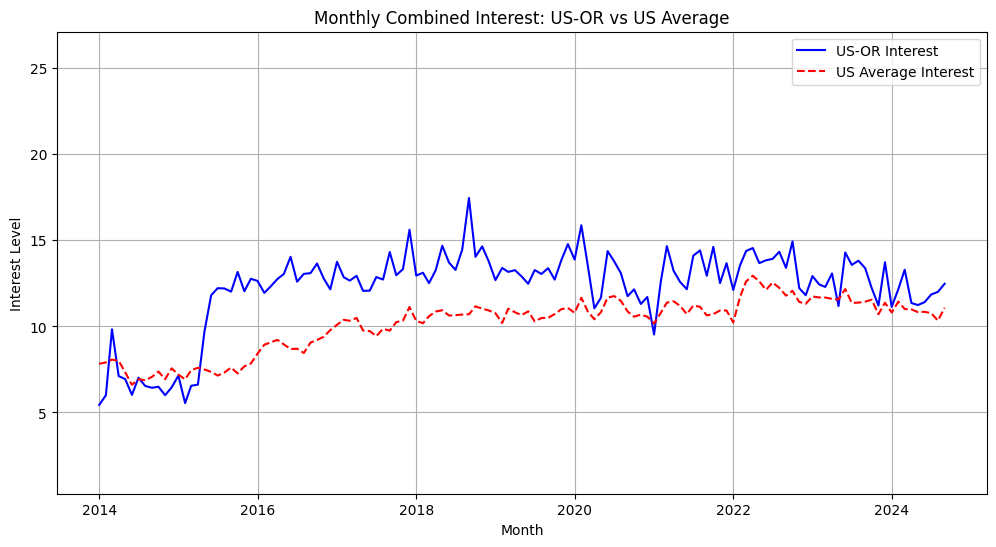 Monthly Combined Interest: US-OR vs US Average
US-OR Interest
US Average Interest
25
20
15
10
5
Interest Level
2014
2016
2018
2020
2022
2024
Month